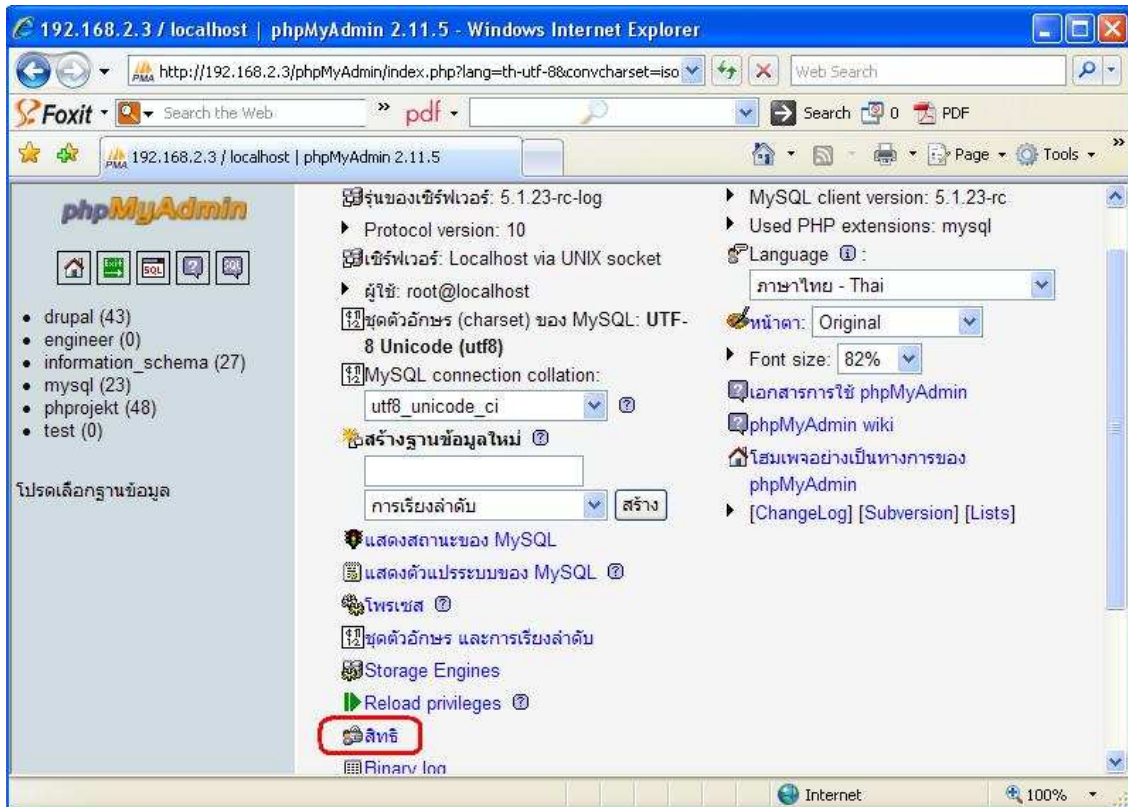 192.168.2.3 / localhost | phpMyAdmin 2.11.5 - Windows Internet Explorer
http://192.168.2.3/phpMyAdmin/index.php?lang=th-utf-8&convcharset=iso
Web Search
Foxit
Search the Web
»
pdf
Search
0
PDF
192.168.2.3 / localhost | phpMyAdmin 2.11.5
Page
Tools
»
phpMyAdmin
Exit
SQL
SQL
drupal (43)
engineer (0)
information_schema (27)
mysql (23)
phprojekt (48)
test (0)
โปรดเลือกฐานข้อมูล
รุ่นของเซิร์ฟเวอร์: 5.1.23-rc-log
Protocol version: 10
เซิร์ฟเวอร์: Localhost via UNIX socket
ผู้ใช้: root@localhost
ชุดตัวอักษร (charset) ของ MySQL: UTF-
8 Unicode (utf8)
MySQL connection collation:
utf8_unicode_ci
สร้างฐานข้อมูลใหม่
การเรียงลำดับ
สร้าง
แสดงสถานะของ MySQL
แสดงตัวแปรระบบของ MySQL
โพรเซส
ชุดตัวอักษร และการเรียงลำดับ
Storage Engines
Reload privileges
สิทธิ
Binary log
MySQL client version: 5.1.23-rc
Used PHP extensions: mysql
Language :
ภาษาไทย - Thai
หน้าตา: Original
Font size: 82%
เอกสารการใช้ phpMyAdmin
phpMyAdmin wiki
โฮมเพจอย่างเป็นทางการของ
phpMyAdmin
[ChangeLog] [Subversion] [Lists]
Internet
100%